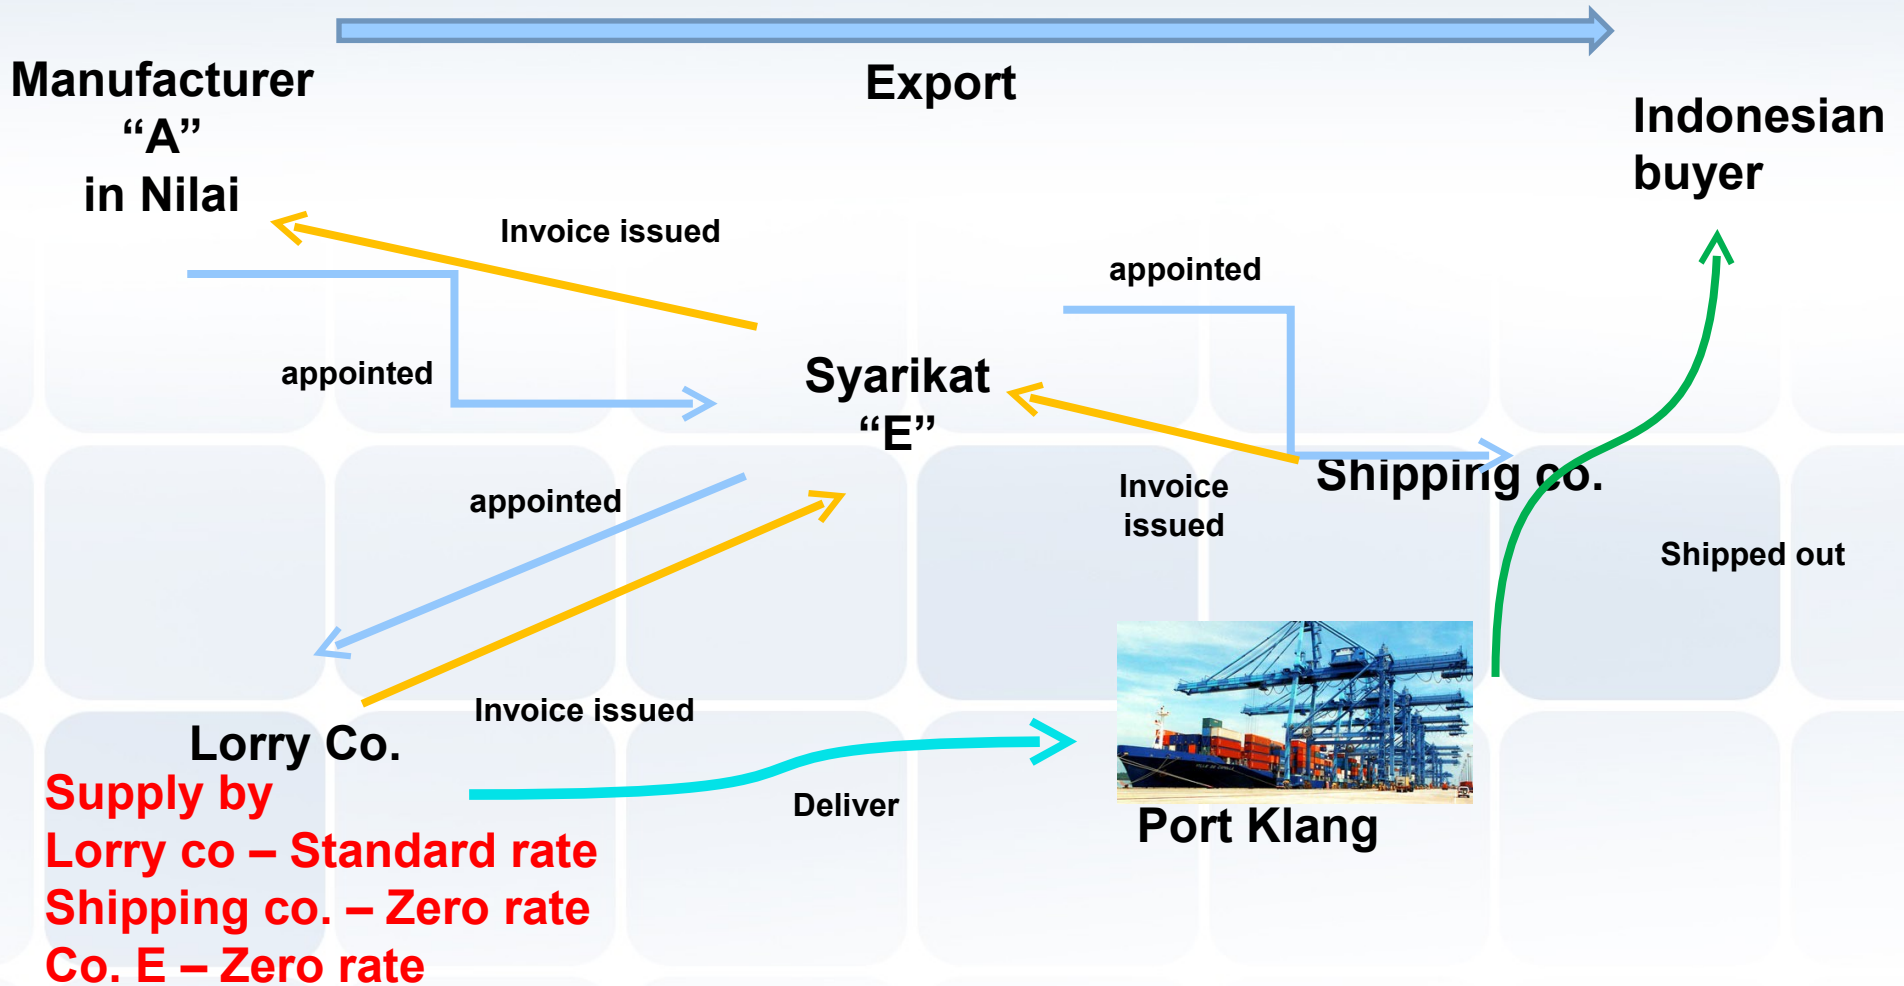 Manufacturer
“A”
in Nilai
Export
Indonesian
buyer
Invoice issued
appointed
appointed
Syarikat
“E”
Shipping co.
Invoice
issued
appointed
Shipped out
Invoice issued
Lorry Co.
Deliver
Port Klang
Supply by
Lorry co – Standard rate
Shipping co. – Zero rate
Co. E – Zero rate